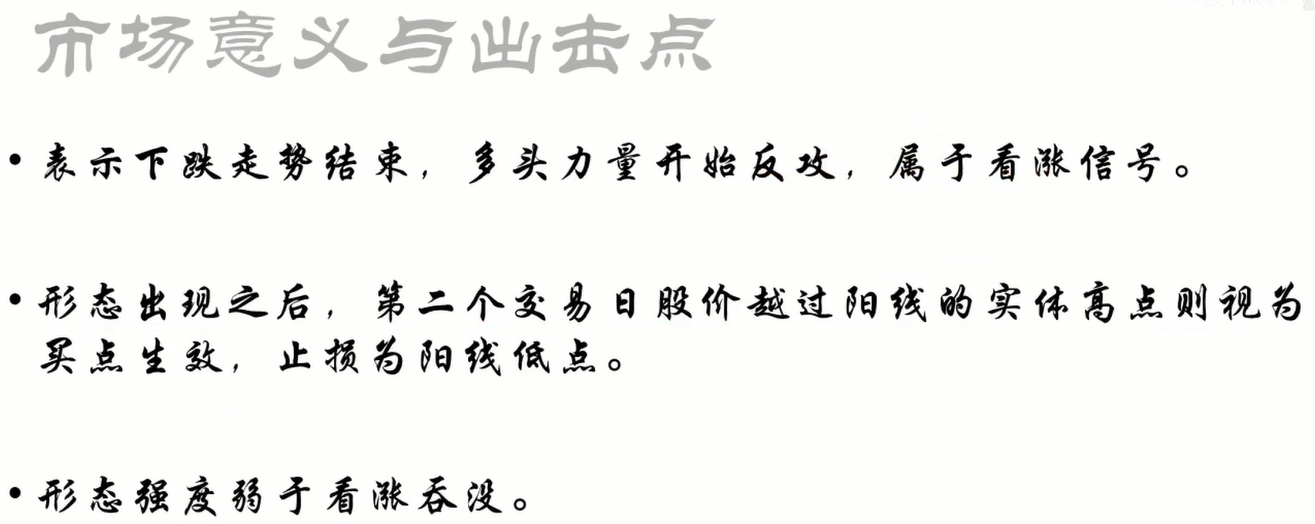 市场意义与出击点
• 表示下跌走势结束，多头力量开始反攻，属于看涨信号。
• 形态出现之后，第二个交易日股价越过阳线的实体高点则视为
买点生效，止损为阳线低点。
• 形态强度弱于看涨吞没。